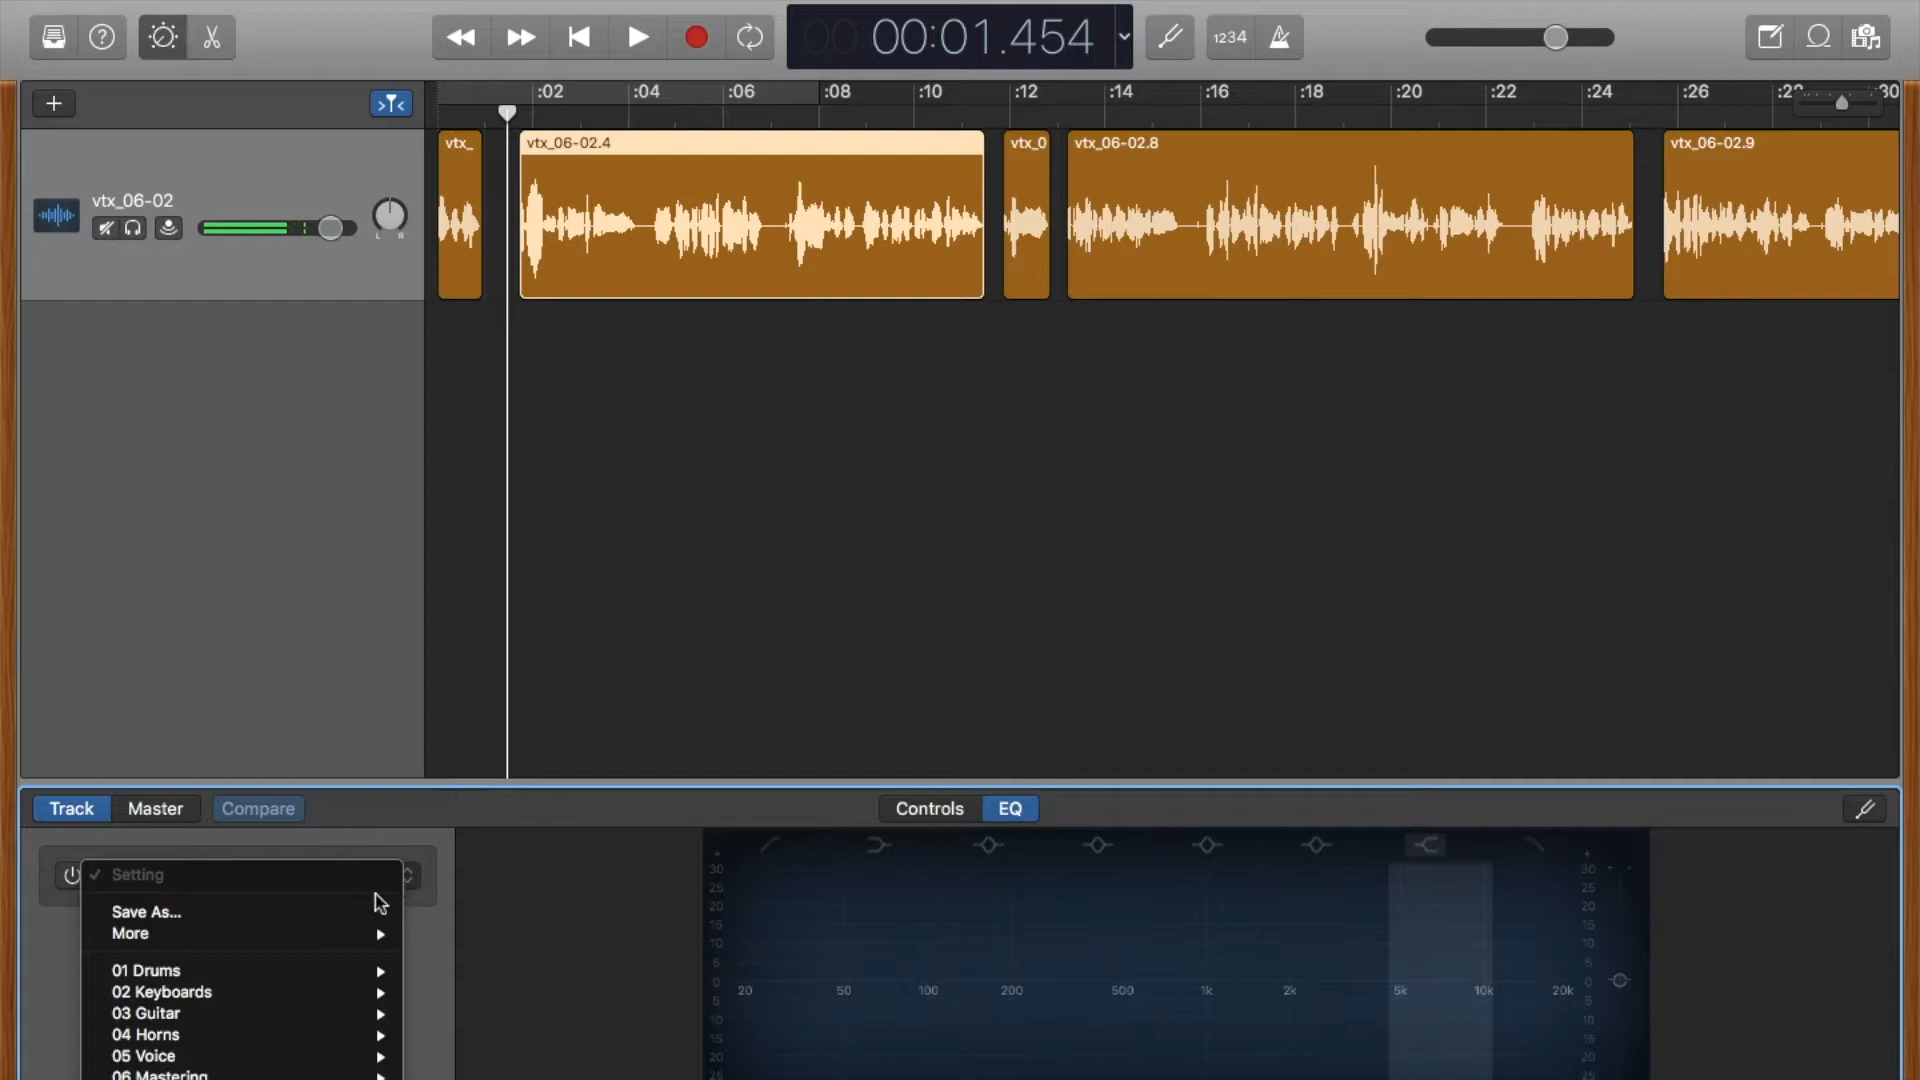 00:01.454
1234
:02 :04 :06 :08 :10 :12 :14 :16 :18 :20 :22 :24 :26
vtx_ vtx_06-02.4 vtx_0 vtx_06-02.8 vtx_06-02.9
vtx_06-02
L R
Track Master Compare Controls EQ
Setting
Save As...
More
01 Drums
02 Keyboards
03 Guitar
04 Horns
05 Voice
06 Mastering
+ +
30 30
25 25
20 20
15 15
10 10
5 5
0 0
20 50 100 200 500 1k 2k 5k 10k 20k
5 5
10 10
15 15
20 20
25 25